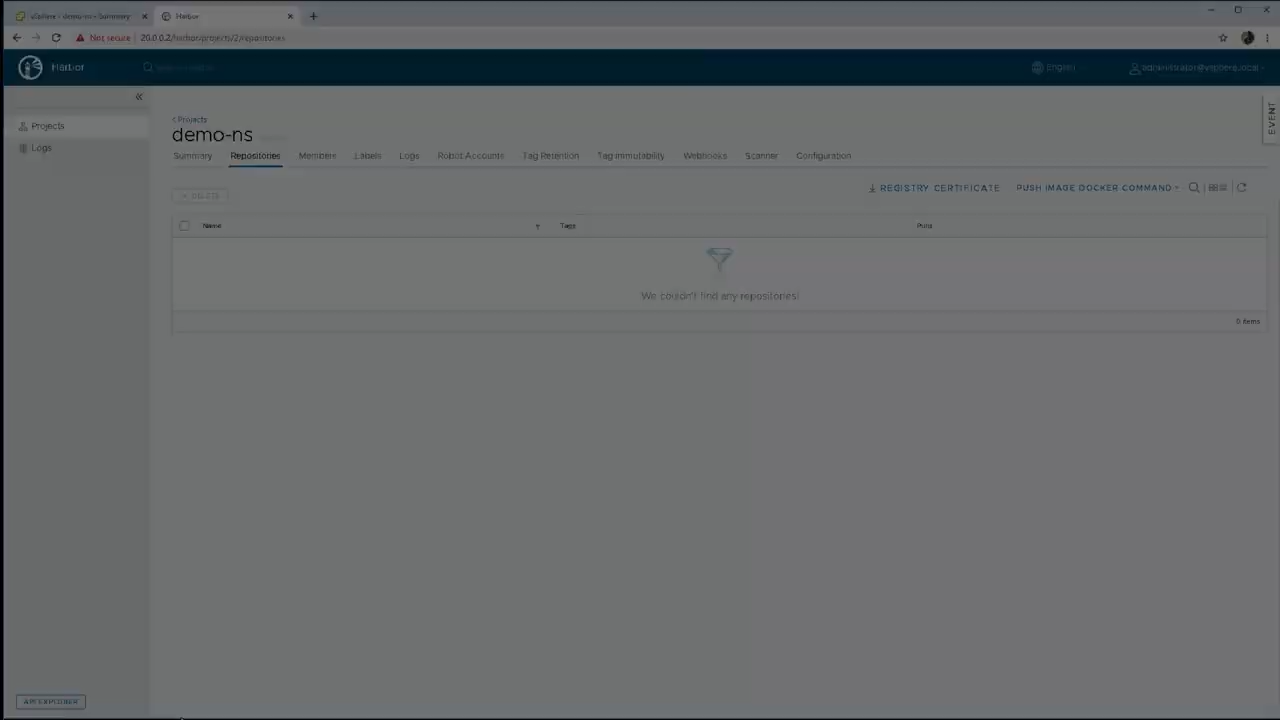 vSphere - demo-ns - Summary
Harbor
Not secure
20.0.0.2/harbor/projects/2/repositories
Harbor
English
administrator@vsphere.local
Projects
Logs
< Projects
demo-ns
Summary
Repositories
Members
Labels
Logs
Robot Accounts
Tag Retention
Tag Immutability
Webhooks
Scanner
Configuration
EVENT
× DELETE
REGISTRY CERTIFICATE
PUSH IMAGE DOCKER COMMAND
Name
Tags
Pulls
We couldn't find any repositories!
0 items
API EXPLORER